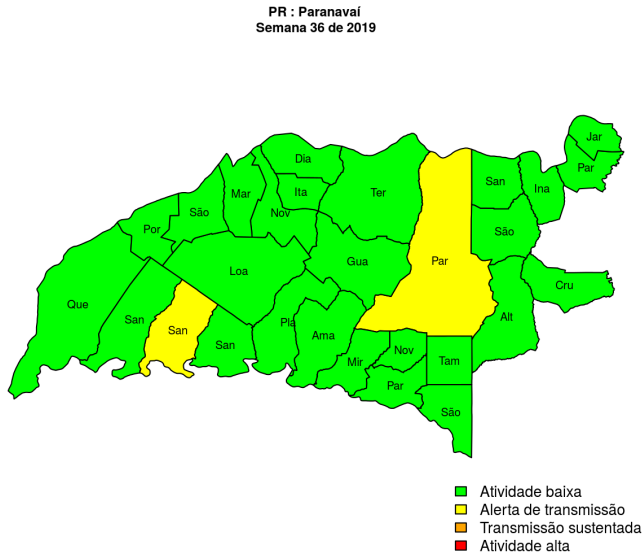 PR : Paranavaí
Semana 36 de 2019
Jar
Dia
Par
San
Ter
Ita
Mar
Ina
São
Nov
Por
São
Par
Gua
Loa
Cru
Que
Alt
San
Pla
San
Ama
San
Nov
Mir
Tam
Par
São
Atividade baixa
Alerta de transmissão
Transmissão sustentada
Atividade alta